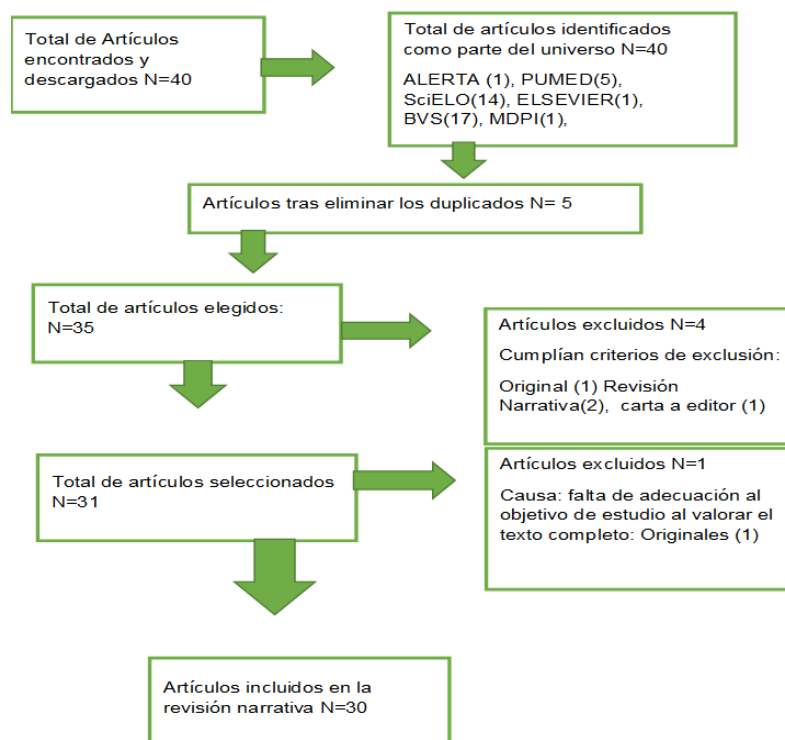 Total de Artículos
encontrados y
descargados N=40
Total de artículos identificados
como parte del universo N=40
ALERTA (1), PUMED(5),
SciELO(14), ELSEVIER(1),
BVS(17), MDPI(1),
Artículos tras eliminar los duplicados N= 5
Total de artículos elegidos:
N=35
Artículos excluidos N=4
Cumplían criterios de exclusión:
Original (1) Revisión
Narrativa(2), carta a editor (1)
Total de artículos seleccionados
N=31
Artículos excluidos N=1
Causa: falta de adecuación al
objetivo de estudio al valorar el
texto completo: Originales (1)
Artículos incluidos en la
revisión narrativa N=30